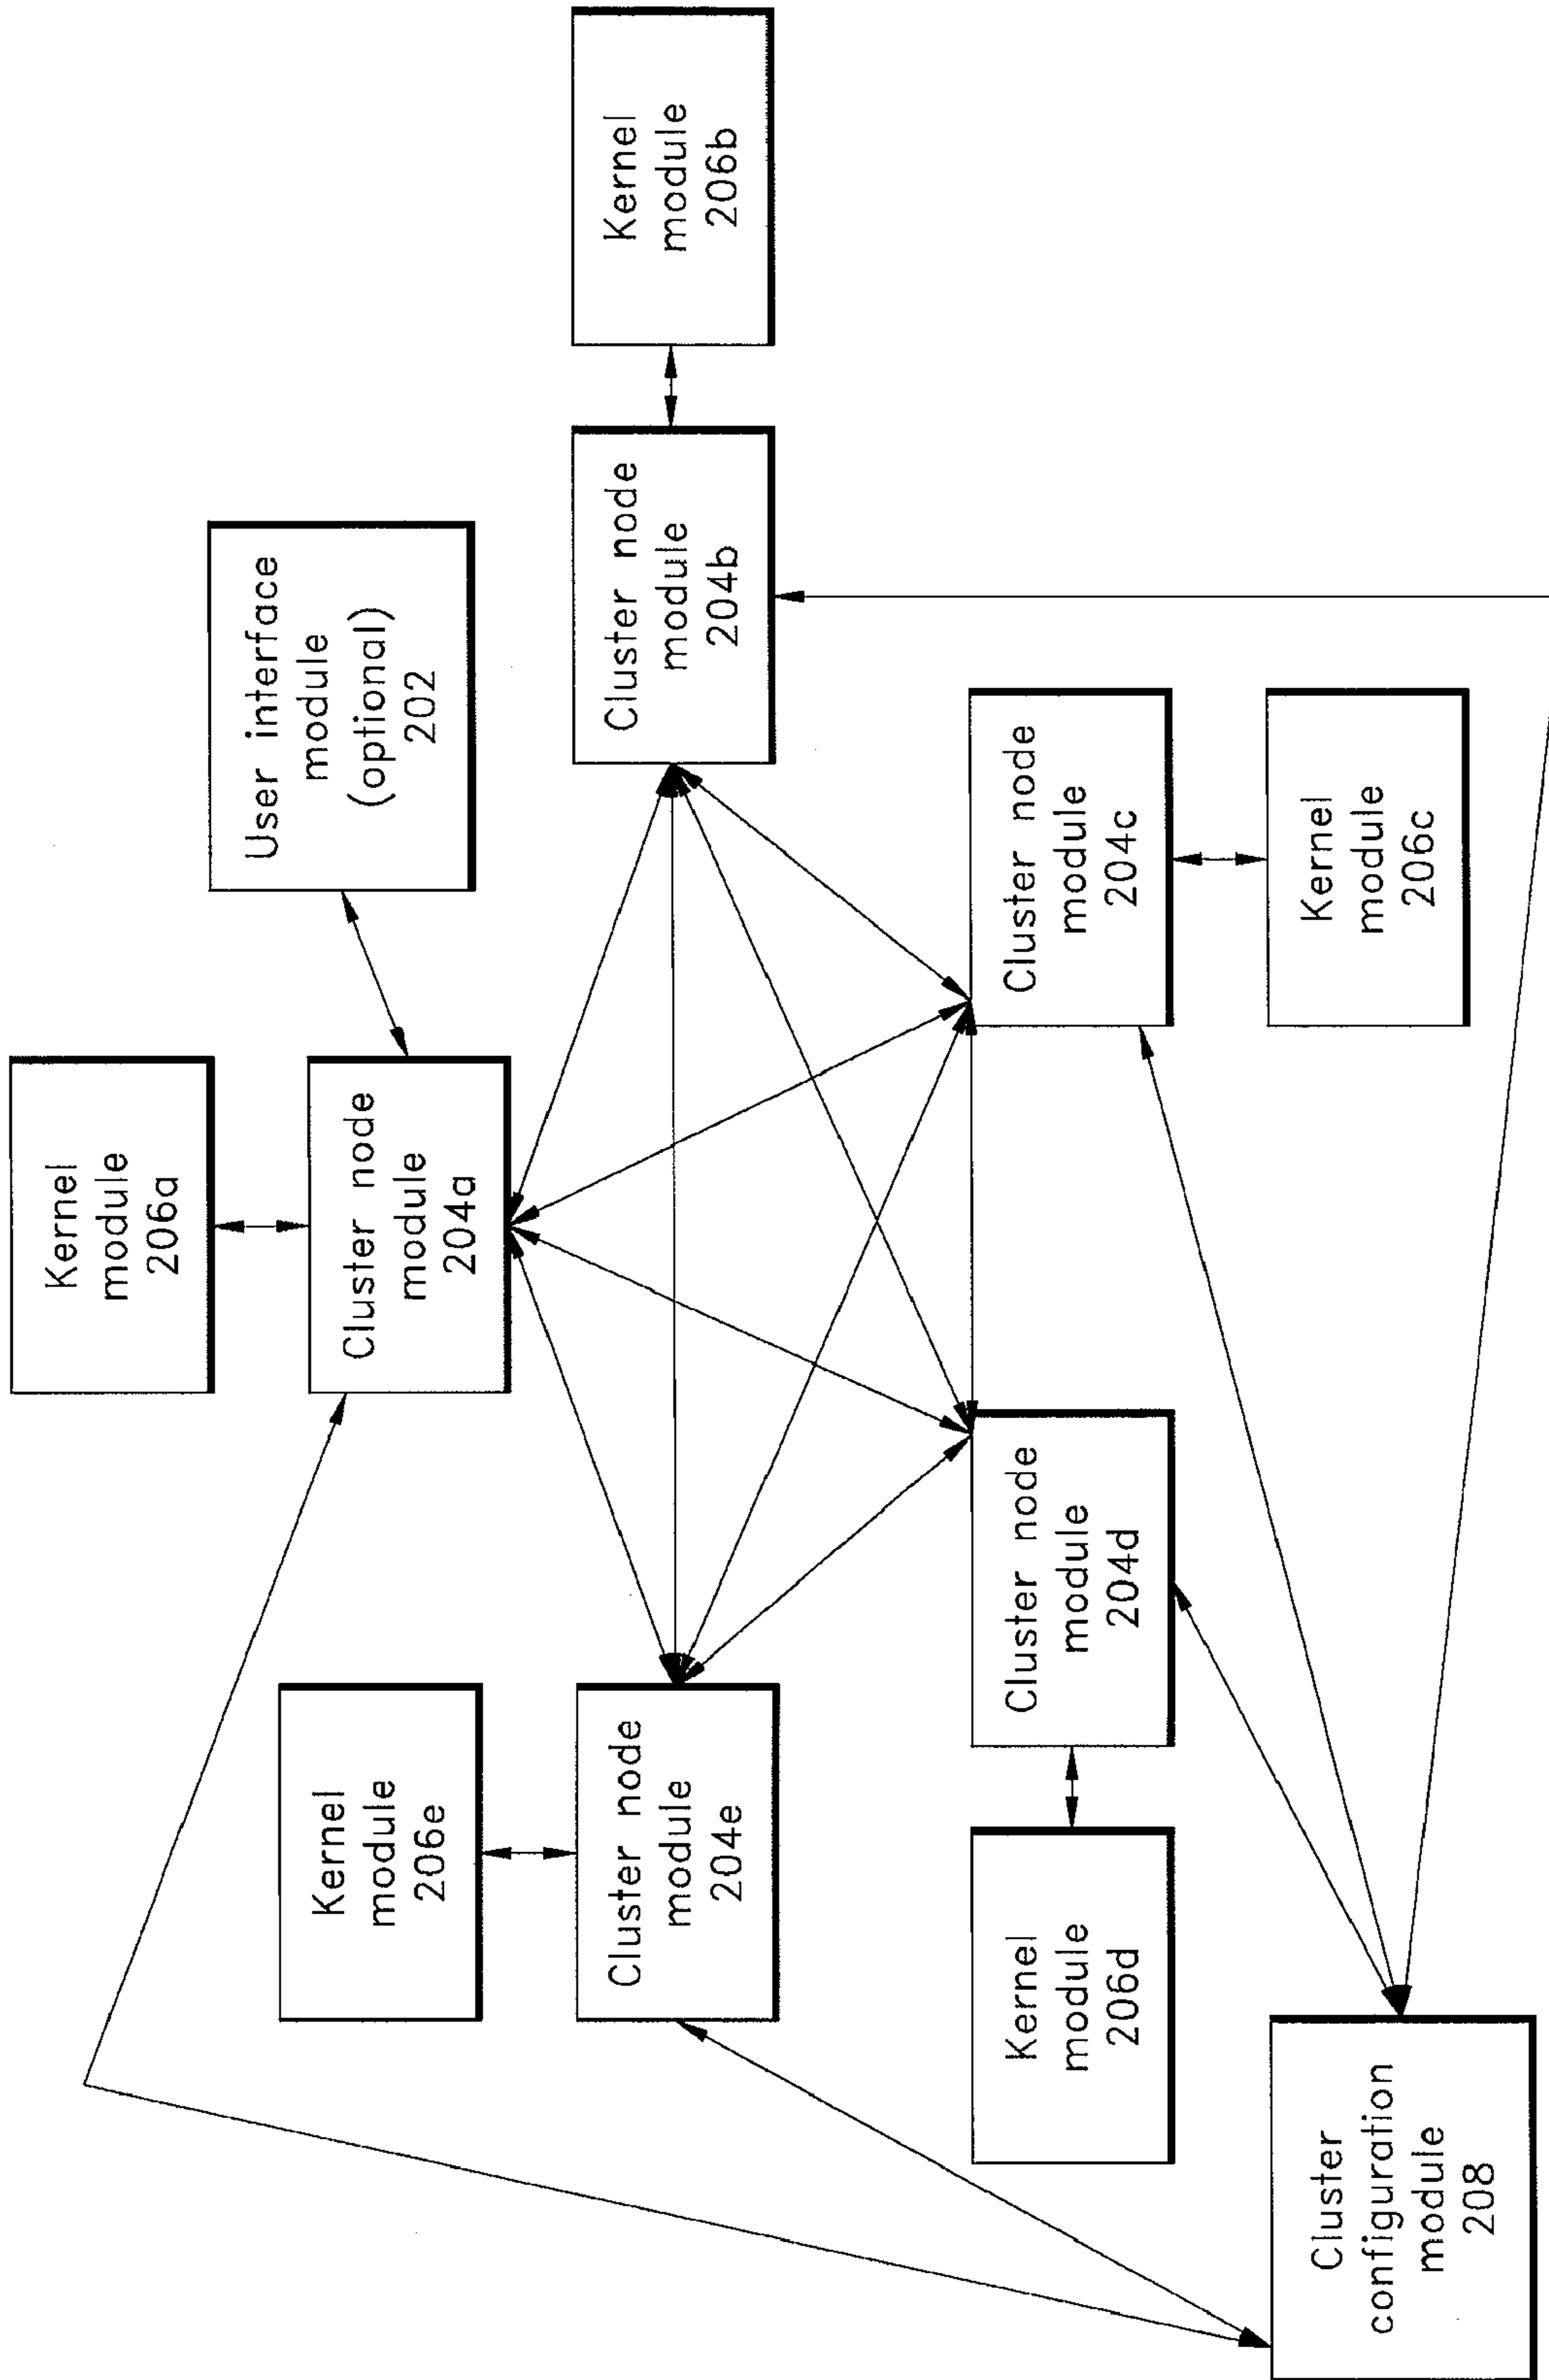 Kernel
module
206a
User interface
module
(optional)
202
Cluster node
module
204a
Kernel
module
206e
Cluster node
module
204e
Cluster node
module
204b
Kernel
module
206b
Kernel
module
206d
Cluster node
module
204d
Cluster node
module
204c
Cluster
configuration
module
208
Kernel
module
206c